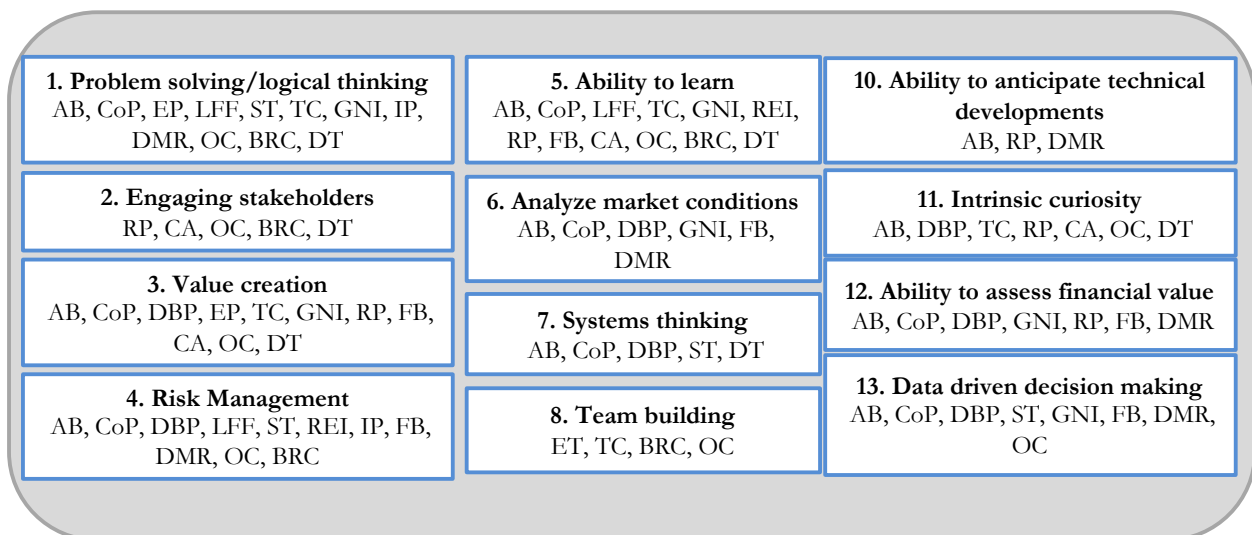 1. Problem solving/logical thinking
AB, CoP, EP, LFF, ST, TC, GNI, IP,
DMR, OC, BRC, DT
2. Engaging stakeholders
RP, CA, OC, BRC, DT
3. Value creation
AB, CoP, DBP, EP, TC, GNI, RP, FB,
CA, OC, DT
4. Risk Management
AB, CoP, DBP, LFF, ST, REI, IP, FB,
DMR, OC, BRC
5. Ability to learn
AB, CoP, LFF, TC, GNI, REI,
RP, FB, CA, OC, BRC, DT
6. Analyze market conditions
AB, CoP, DBP, GNI, FB,
DMR
7. Systems thinking
AB, CoP, DBP, ST, DT
8. Team building
ET, TC, BRC, OC
10. Ability to anticipate technical
developments
AB, RP, DMR
11. Intrinsic curiosity
AB, DBP, TC, RP, CA, OC, DT
12. Ability to assess financial value
AB, CoP, DBP, GNI, RP, FB, DMR
13. Data driven decision making
AB, CoP, DBP, ST, GNI, FB, DMR,
OC